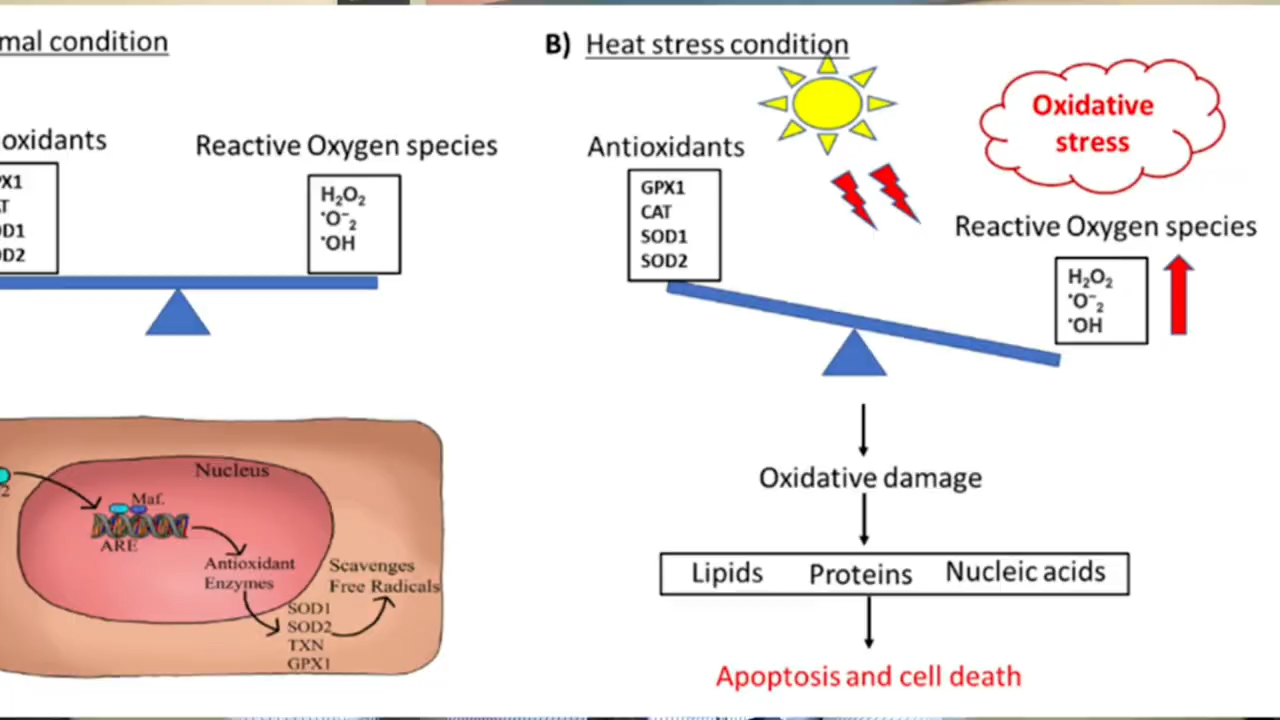 mal condition
oxidants
PX1
AT
OD1
OD2
Reactive Oxygen species
H₂O₂
•O⁻₂
•OH
2
Nucleus
Maf.
ARE
Antioxidant
Enzymes
Scavenges
Free Radicals
SOD1
SOD2
TXN
GPX1
B) Heat stress condition
Oxidative
stress
Antioxidants
GPX1
CAT
SOD1
SOD2
Reactive Oxygen species
H₂O₂
•O⁻₂
•OH
Oxidative damage
Lipids Proteins Nucleic acids
Apoptosis and cell death